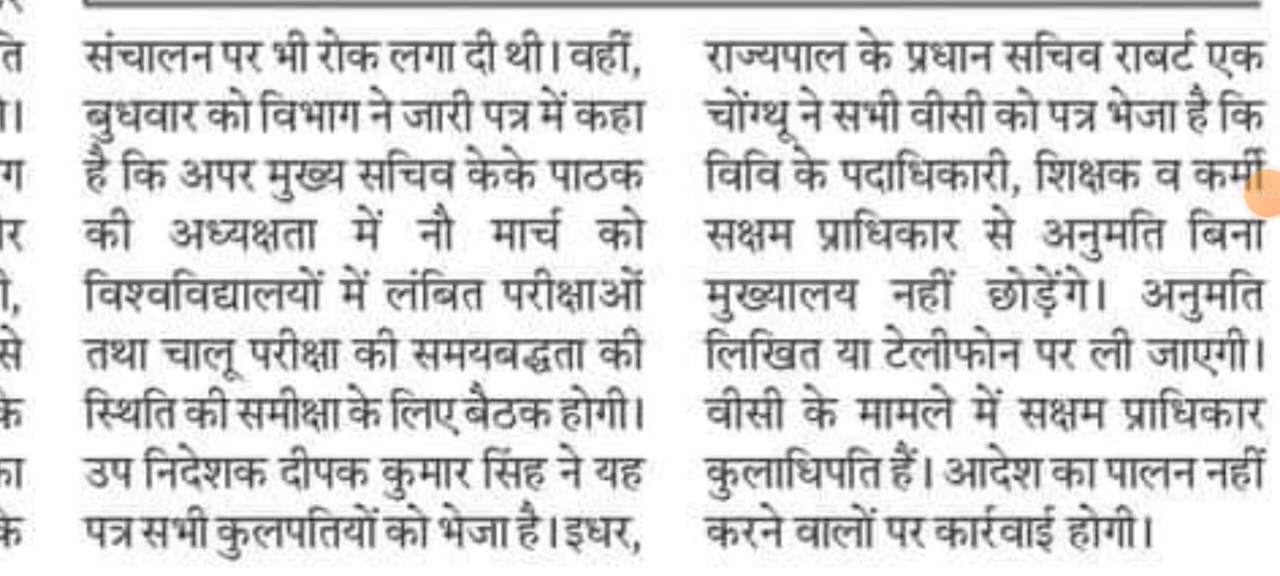 संचालन पर भी रोक लगा दी थी। वहीं,
बुधवार को विभाग ने जारी पत्र में कहा
है कि अपर मुख्य सचिव केके पाठक
की अध्यक्षता में नौ मार्च को
विश्वविद्यालयों में लंबित परीक्षाओं
तथा चालू परीक्षा की समयबद्धता की
स्थिति की समीक्षा के लिए बैठक होगी।
उप निदेशक दीपक कुमार सिंह ने यह
पत्र सभी कुलपतियों को भेजा है। इधर,
राज्यपाल के प्रधान सचिव राबर्ट एक
चोंग्थू ने सभी वीसी को पत्र भेजा है कि
विवि के पदाधिकारी, शिक्षक व कर्मी
सक्षम प्राधिकार से अनुमति बिना
मुख्यालय नहीं छोड़ेंगे। अनुमति
लिखित या टेलीफोन पर ली जाएगी।
वीसी के मामले में सक्षम प्राधिकार
कुलाधिपति हैं। आदेश का पालन नहीं
करने वालों पर कार्रवाई होगी।